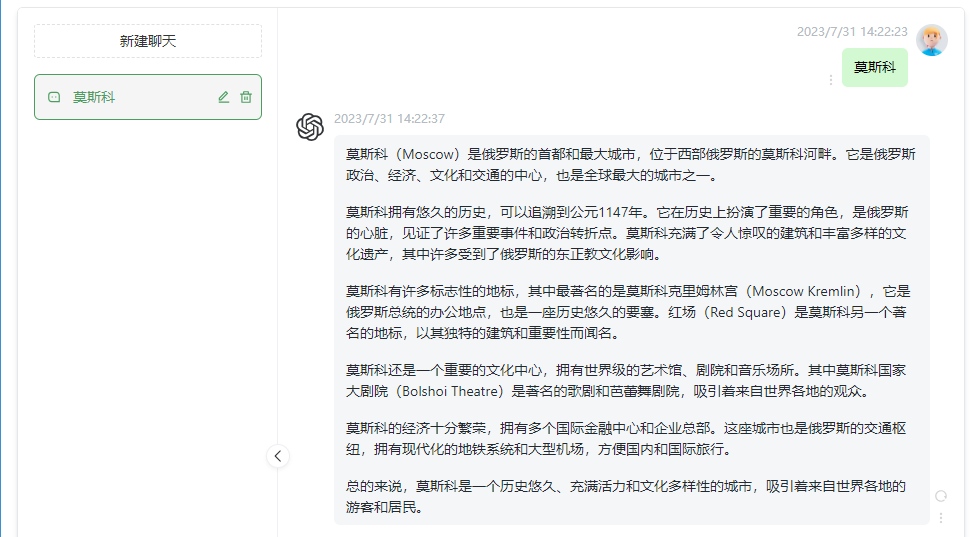 新建聊天
莫斯科
2023/7/31 14:22:23
莫斯科
2023/7/31 14:22:37
莫斯科（Moscow）是俄罗斯的首都和最大城市，位于西部俄罗斯的莫斯科河畔。它是俄罗斯
政治、经济、文化和交通的中心，也是全球最大的城市之一。
莫斯科拥有悠久的历史，可以追溯到公元1147年。它在历史上扮演了重要的角色，是俄罗斯
的心脏，见证了许多重要事件和政治转折点。莫斯科充满了令人惊叹的建筑和丰富多样的文
化遗产，其中许多受到了俄罗斯的东正教文化影响。
莫斯科有许多标志性的地标，其中最著名的是莫斯科克里姆林宫（Moscow Kremlin），它是
俄罗斯总统的办公地点，也是一座历史悠久的要塞。红场（Red Square）是莫斯科另一个著
名的地标，以其独特的建筑和重要性而闻名。
莫斯科还是一个重要的文化中心，拥有世界级的艺术馆、剧院和音乐场所。其中莫斯科国家
大剧院（Bolshoi Theatre）是著名的歌剧和芭蕾舞剧院，吸引着来自世界各地的观众。
莫斯科的经济十分繁荣，拥有多个国际金融中心和企业总部。这座城市也是俄罗斯的交通枢
纽，拥有现代化的地铁系统和大型机场，方便国内和国际旅行。
总的来说，莫斯科是一个历史悠久、充满活力和文化多样性的城市，吸引着来自世界各地的
游客和居民。